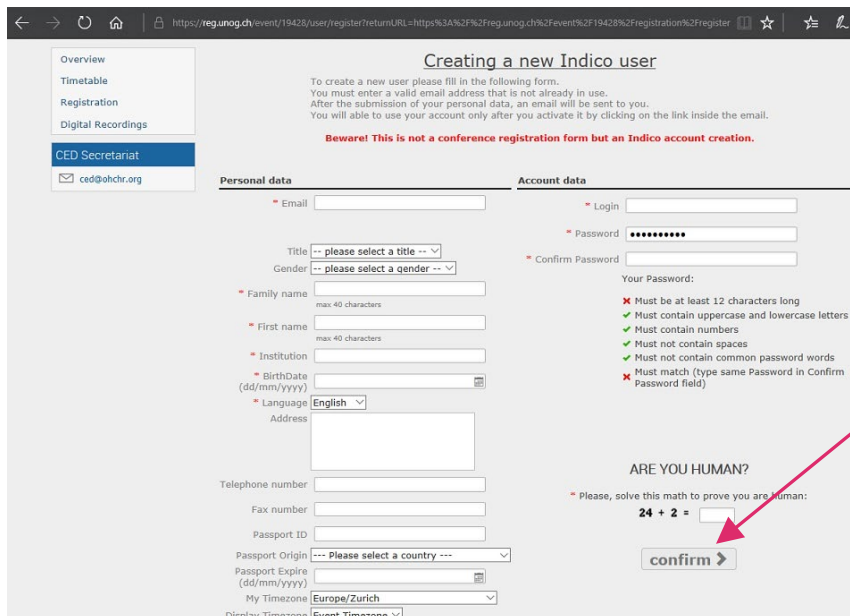 https://reg.unog.ch/event/19428/user/register?returnURL=https%3A%2F%2Freg.unog.ch%2Fevent%2F19428%2Fregistration%2Fregister
Overview
Timetable
Registration
Digital Recordings
CED Secretariat
ced@ohchr.org
Creating a new Indico user
To create a new user please fill in the following form.
You must enter a valid email address that is not already in use.
After the submission of your personal data, an email will be sent to you.
You will able to use your account only after you activate it by clicking on the link inside the email.
Beware! This is not a conference registration form but an Indico account creation.
Personal data
* Email
Title -- please select a title --
Gender -- please select a gender --
* Family name
max 40 characters
* First name
max 40 characters
* Institution
* BirthDate
(dd/mm/yyyy)
* Language English
Address
Telephone number
Fax number
Passport ID
Passport Origin --- Please select a country ---
Passport Expire
(dd/mm/yyyy)
My Timezone Europe/Zurich
Display Timezone Event Timezone
Account data
* Login
* Password ••••••••••
* Confirm Password
Your Password:
Must be at least 12 characters long
Must contain uppercase and lowercase letters
Must contain numbers
Must not contain spaces
Must not contain common password words
Must match (type same Password in Confirm
Password field)
ARE YOU HUMAN?
* Please, solve this math to prove you are human:
24 + 2 =
confirm